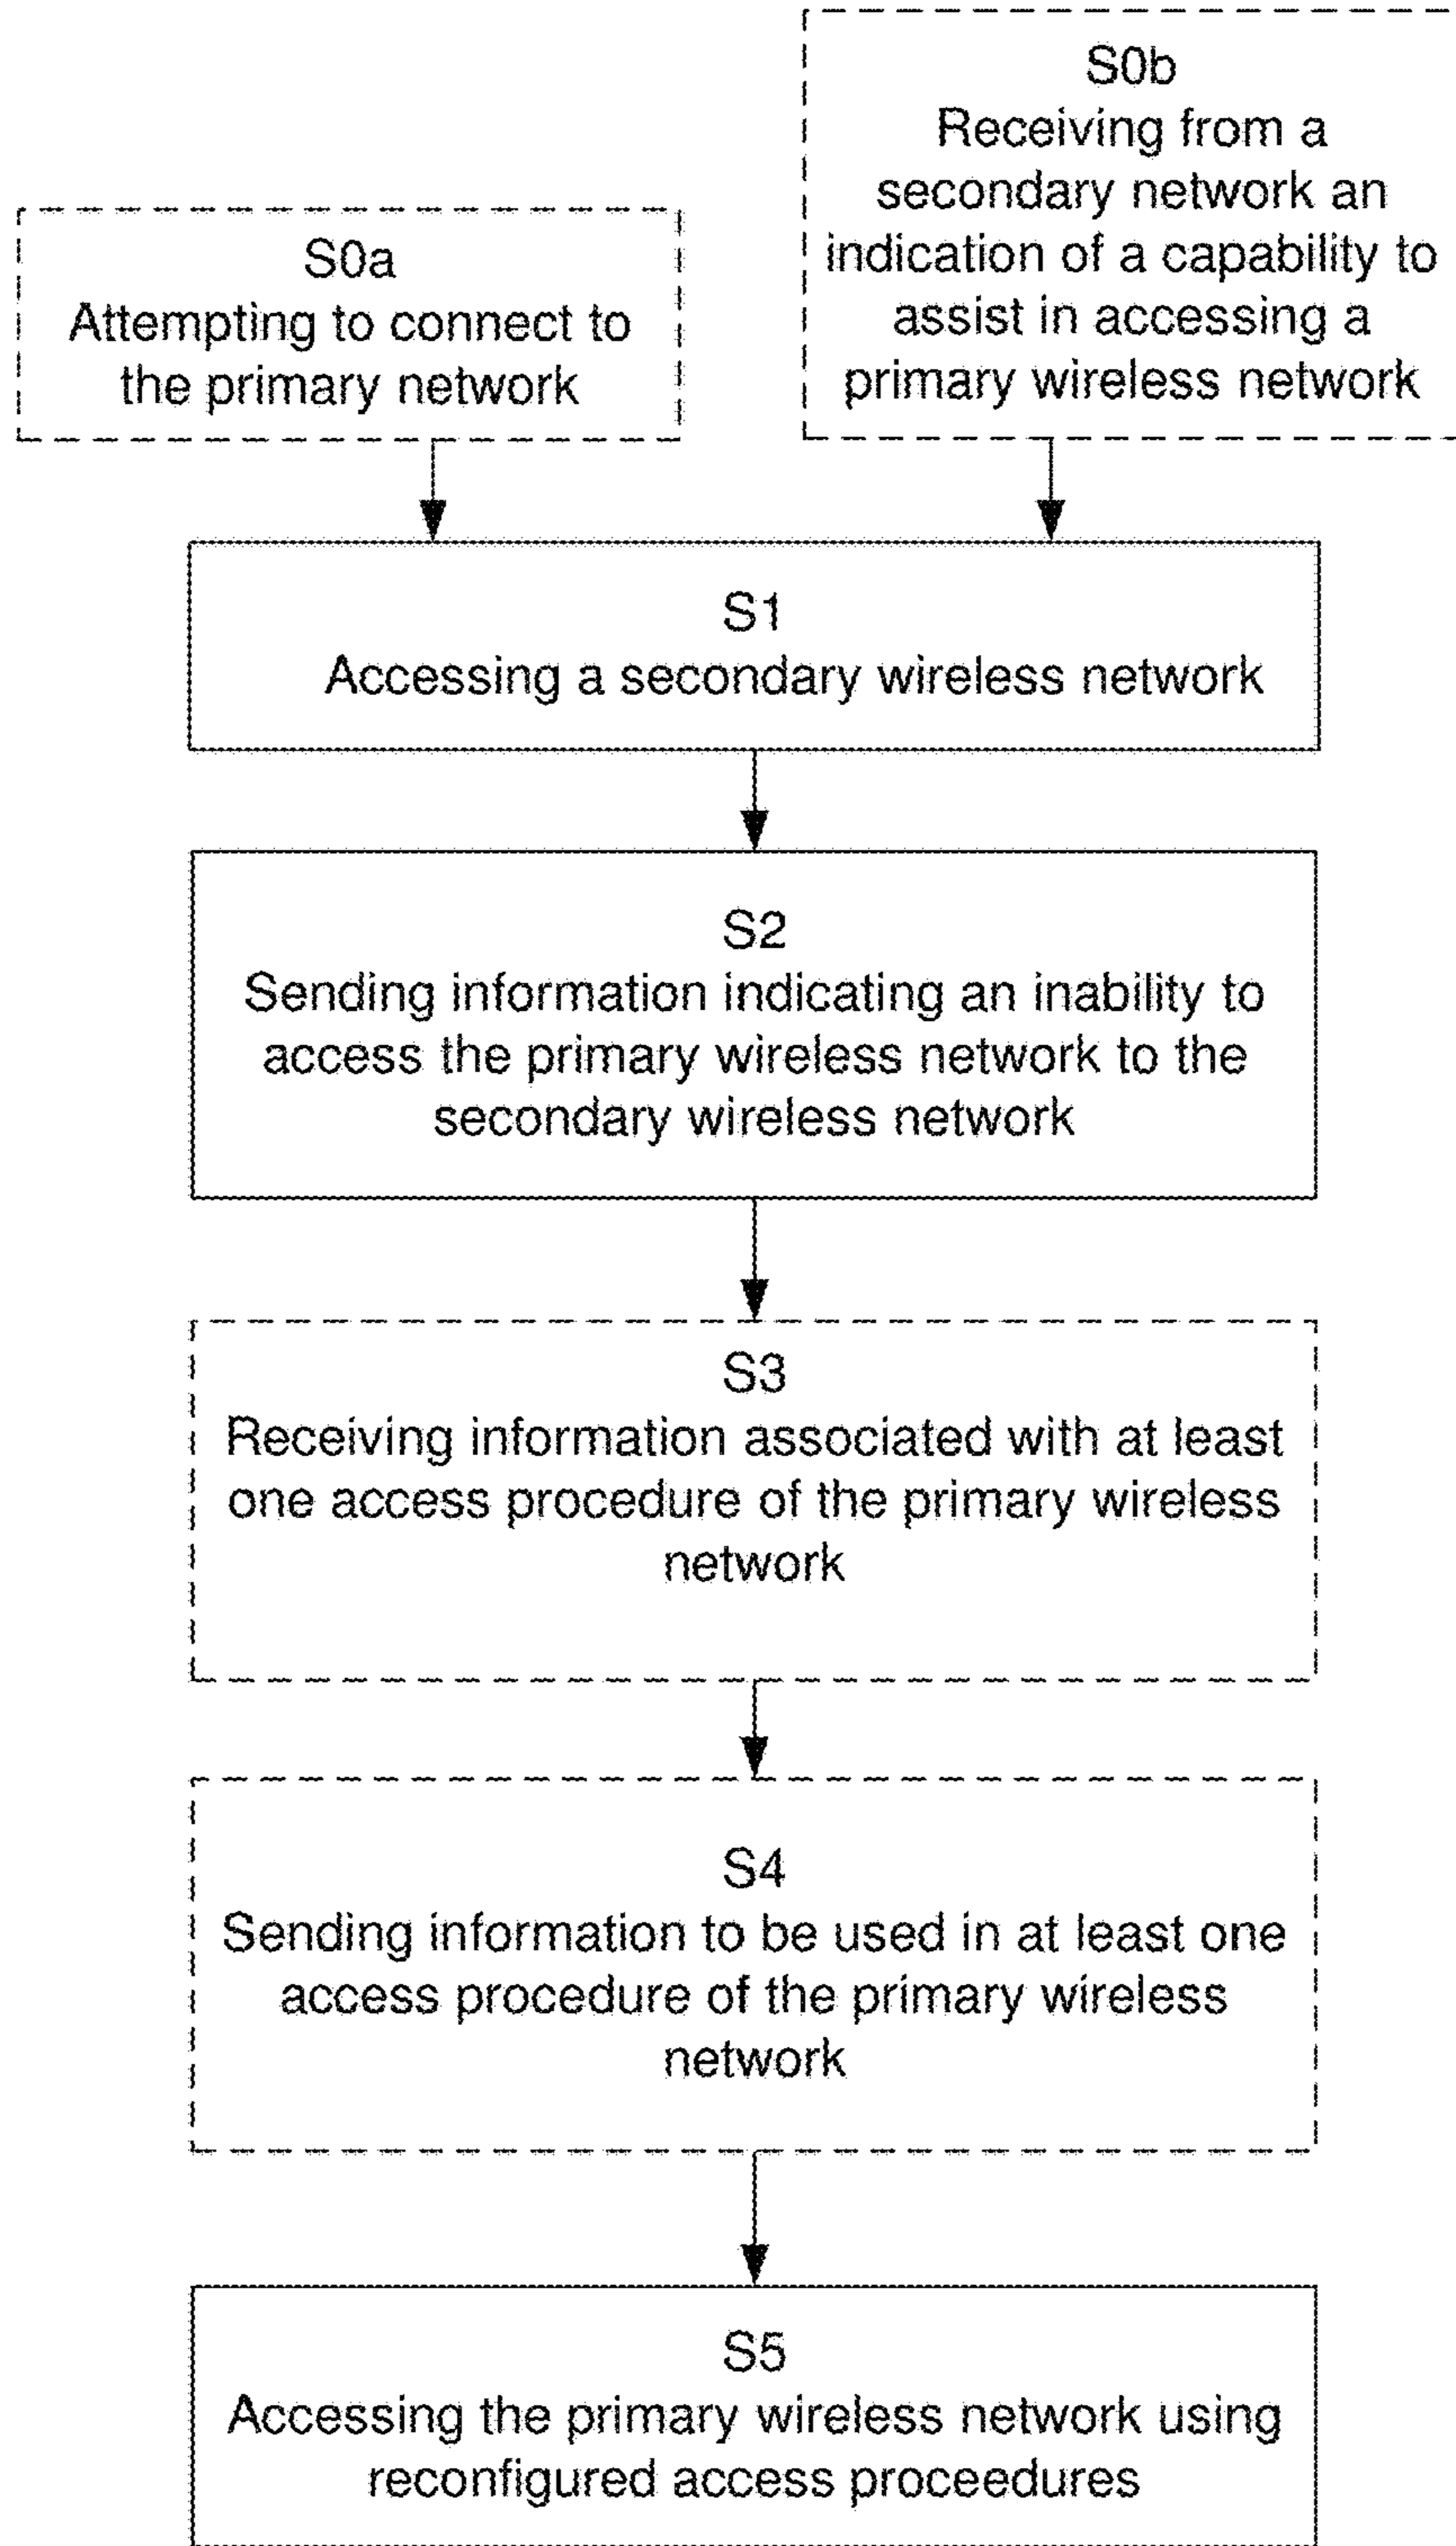 S0a
Attempting to connect to
the primary network
S0b
Receiving from a
secondary network an
indication of a capability to
assist in accessing a
primary wireless network
S1
Accessing a secondary wireless network
S2
Sending information indicating an inability to
access the primary wireless network to the
secondary wireless network
S3
Receiving information associated with at least
one access procedure of the primary wireless
network
S4
Sending information to be used in at least one
access procedure of the primary wireless
network
S5
Accessing the primary wireless network using
reconfigured access proceedures